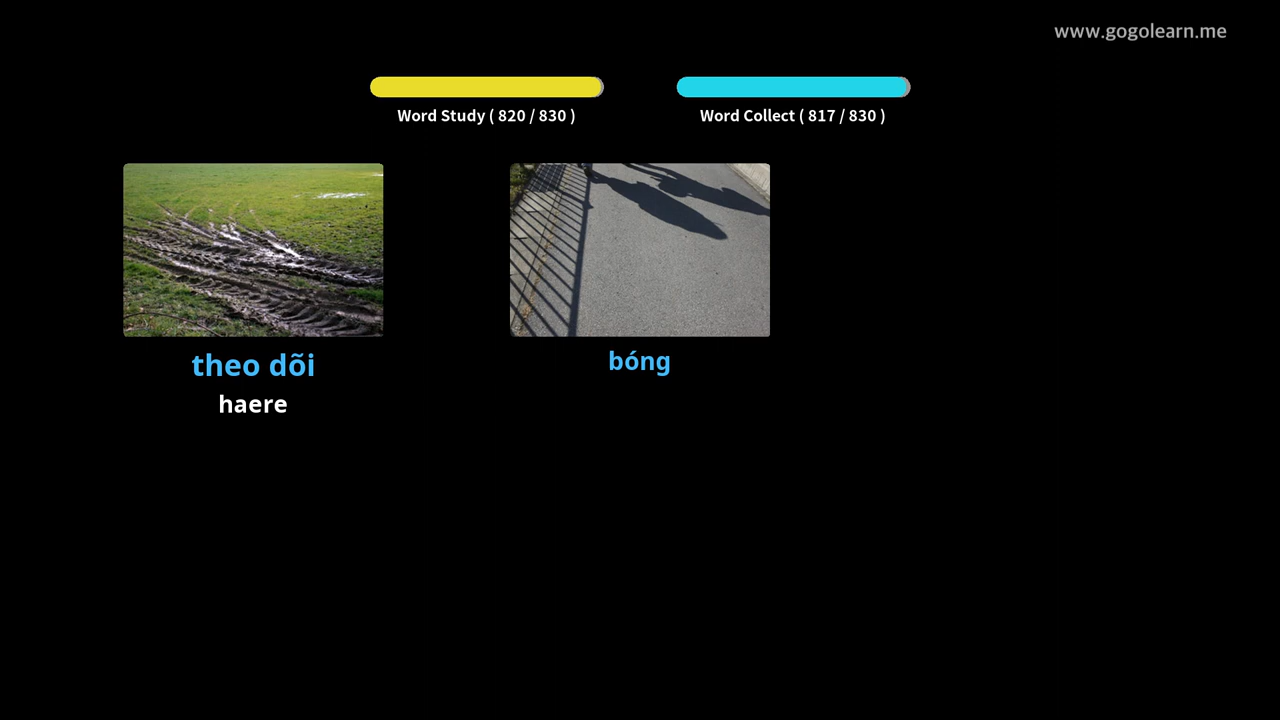 www.gogolearn.me
Word Study ( 820 / 830 )
Word Collect ( 817 / 830 )
theo dõi
haere
bóng